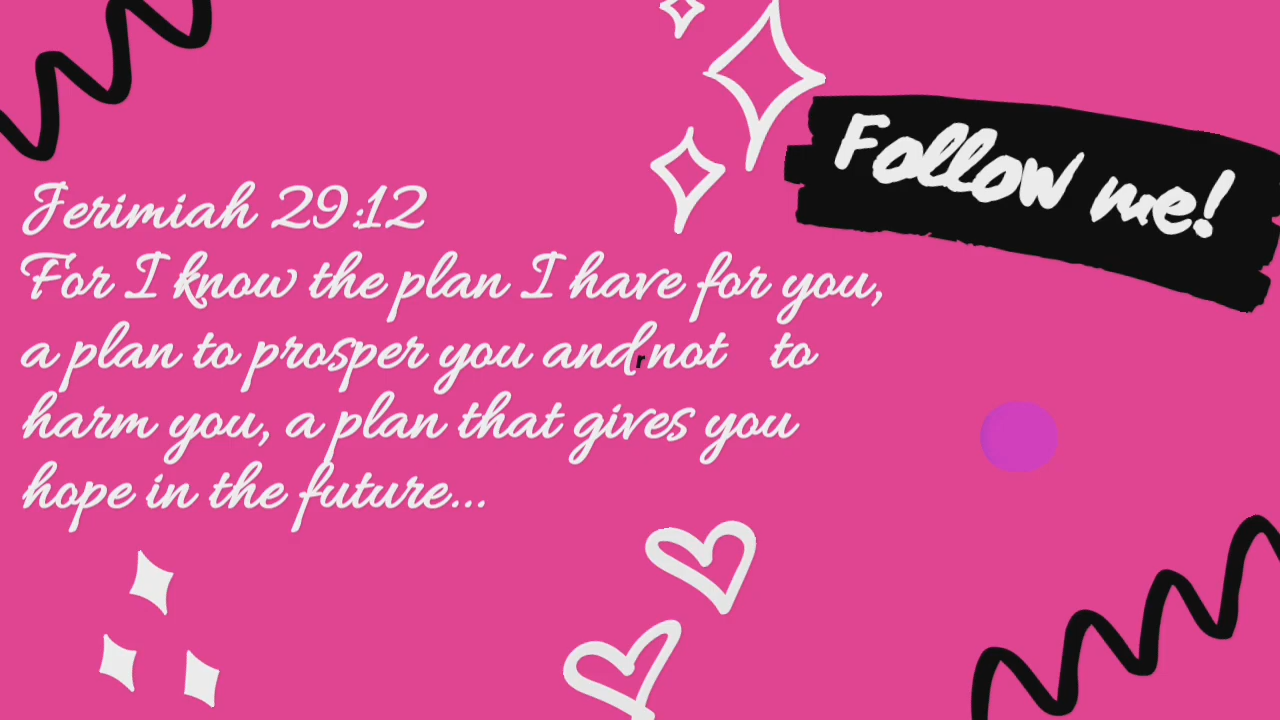 Follow me!
Jerimiah 29:12
For I know the plan I have for you,
a plan to prosper you and r not to
harm you, a plan that gives you
hope in the future...